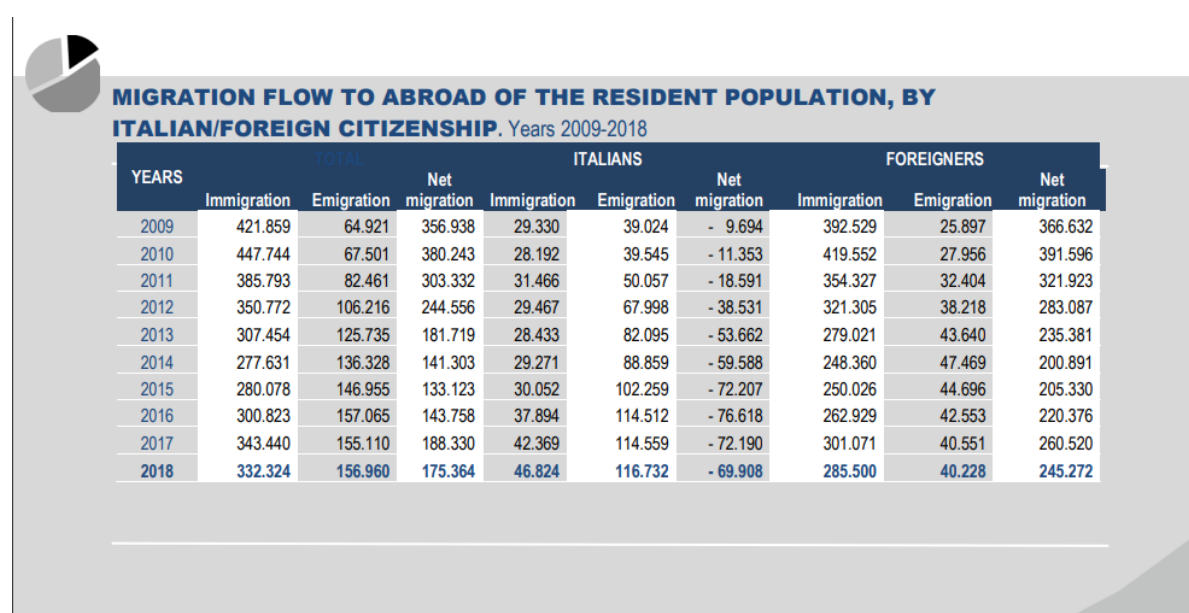 MIGRATION FLOW TO ABROAD OF THE RESIDENT POPULATION, BY
ITALIAN/FOREIGN CITIZENSHIP. Years 2009-2018
YEARS TOTAL ITALIANS FOREIGNERS
Immigration Emigration Net migration Immigration Emigration Net migration Immigration Emigration Net migration
2009 421.859 64.921 356.938 29.330 39.024 - 9.694 392.529 25.897 366.632
2010 447.744 67.501 380.243 28.192 39.545 - 11.353 419.552 27.956 391.596
2011 385.793 82.461 303.332 31.466 50.057 - 18.591 354.327 32.404 321.923
2012 350.772 106.216 244.556 29.467 67.998 - 38.531 321.305 38.218 283.087
2013 307.454 125.735 181.719 28.433 82.095 - 53.662 279.021 43.640 235.381
2014 277.631 136.328 141.303 29.271 88.859 - 59.588 248.360 47.469 200.891
2015 280.078 146.955 133.123 30.052 102.259 - 72.207 250.026 44.696 205.330
2016 300.823 157.065 143.758 37.894 114.512 - 76.618 262.929 42.553 220.376
2017 343.440 155.110 188.330 42.369 114.559 - 72.190 301.071 40.551 260.520
2018 332.324 156.960 175.364 46.824 116.732 - 69.908 285.500 40.228 245.272